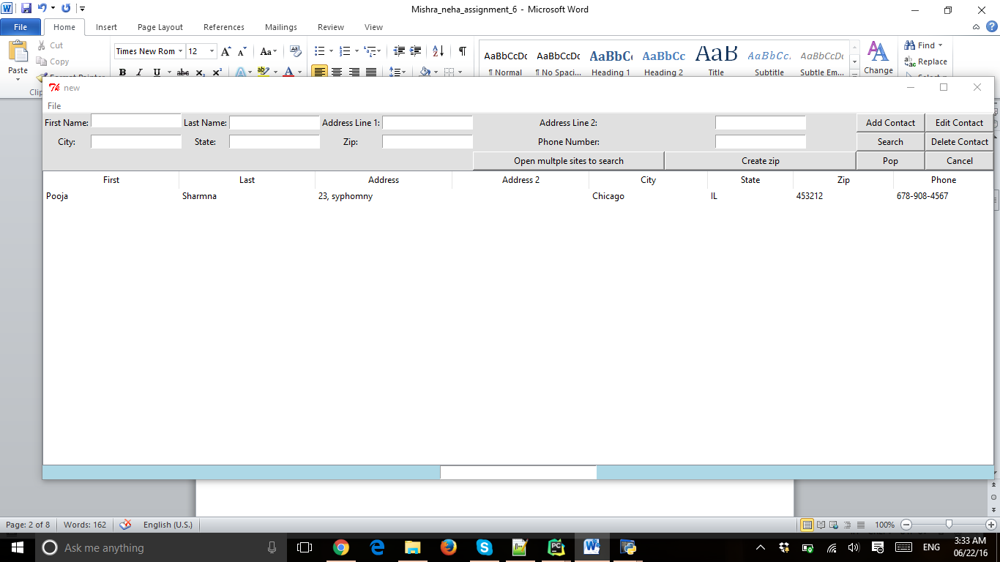 Mishra_neha_assignment_6 - Microsoft Word
File Home Insert Page Layout References Mailings Review View
Paste
Cut
Copy
Format Painter
Times New Rom 12
AaBbCcDc AaBbCcDc AaBbCc AaBbCc AaB AaBbCc. AaBbCcDc
¶ Normal ¶ No Spaci... Heading 1 Heading 2 Title Subtitle Subtle Em...
Change
Find
Replace
new
File
First Name: Last Name: Address Line 1: Address Line 2: Add Contact Edit Contact
City: State: Zip: Phone Number: Search Delete Contact
Open multple sites to search Create zip Pop Cancel
First Last Address Address 2 City State Zip Phone
Pooja Sharmna 23, syphomny Chicago IL 453212 678-908-4567
Page: 2 of 8 Words: 162 English (U.S.) 100%
Ask me anything ENG 3:33 AM
06/22/16